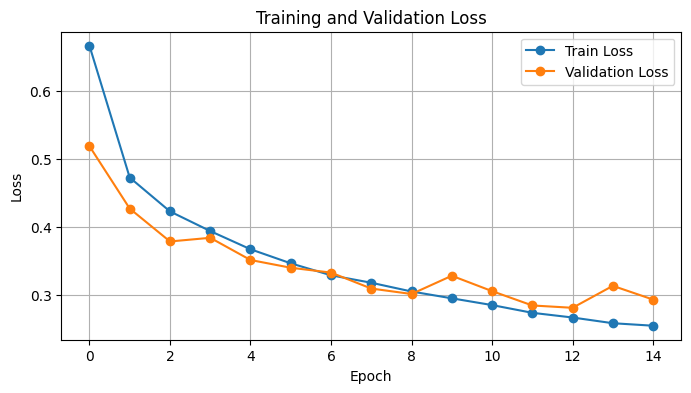 Training and Validation Loss
Train Loss
Validation Loss
0.6
0.5
0.4
0.3
Loss
0 2 4 6 8 10 12 14
Epoch